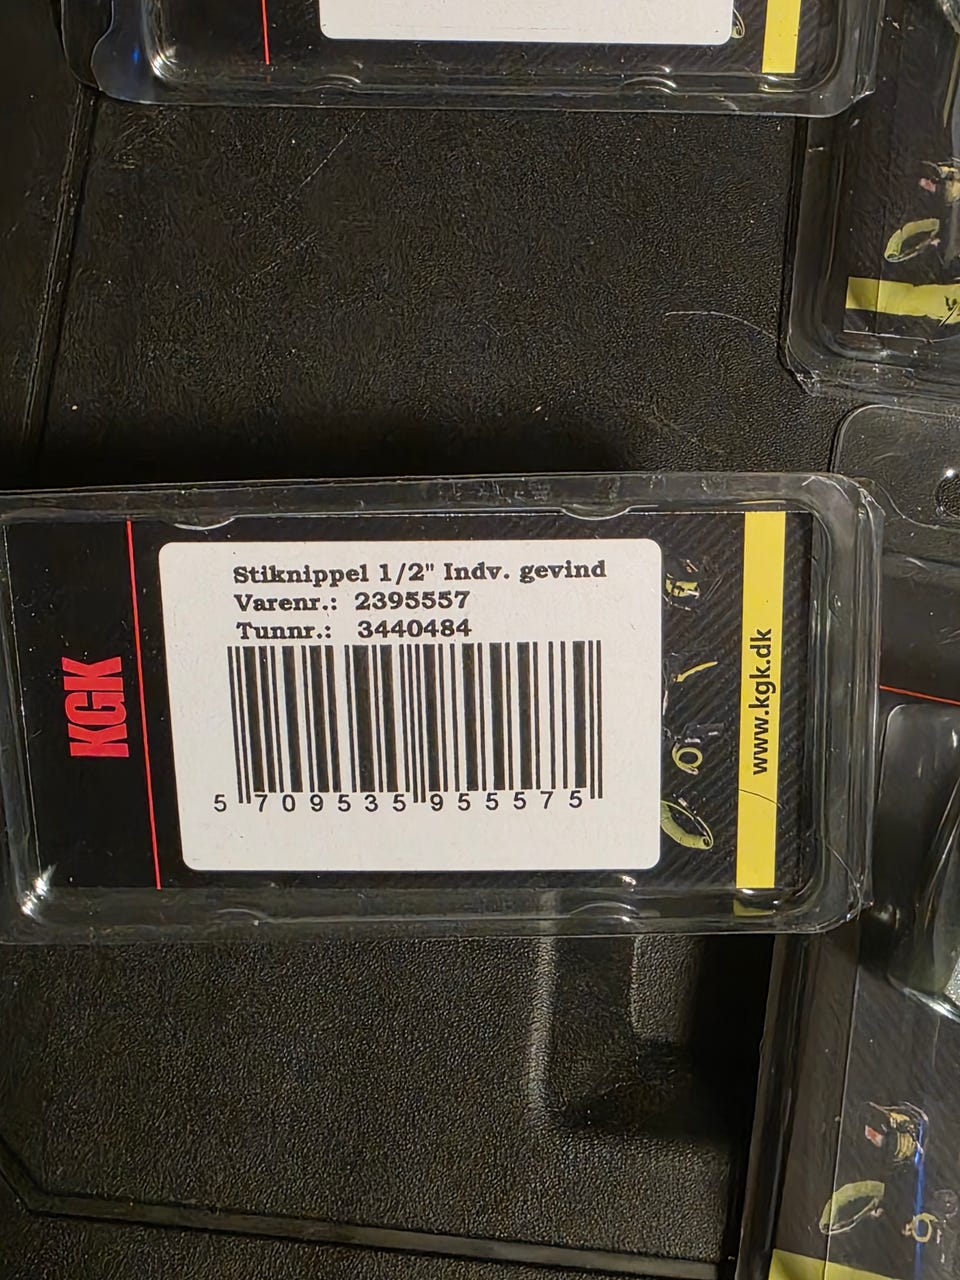 Stiknippel 1/2" Indv. gevind
Varenr.: 2395557
Tunnr.: 3440484
5 709535 955575
KGK
www.kgk.dk